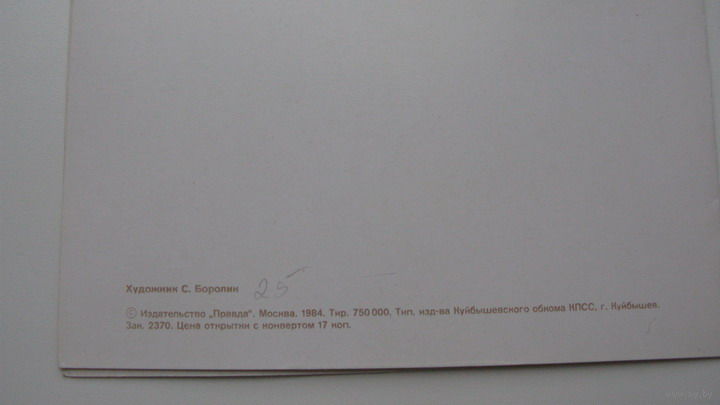 Художник С. Боролин 25
© Издательство „Правда“. Москва. 1984. Тир. 750 000. Тип. изд-ва Куйбышевского обкома КПСС, г. Куйбышев.
Зак. 2370. Цена открытки с конвертом 17 коп.